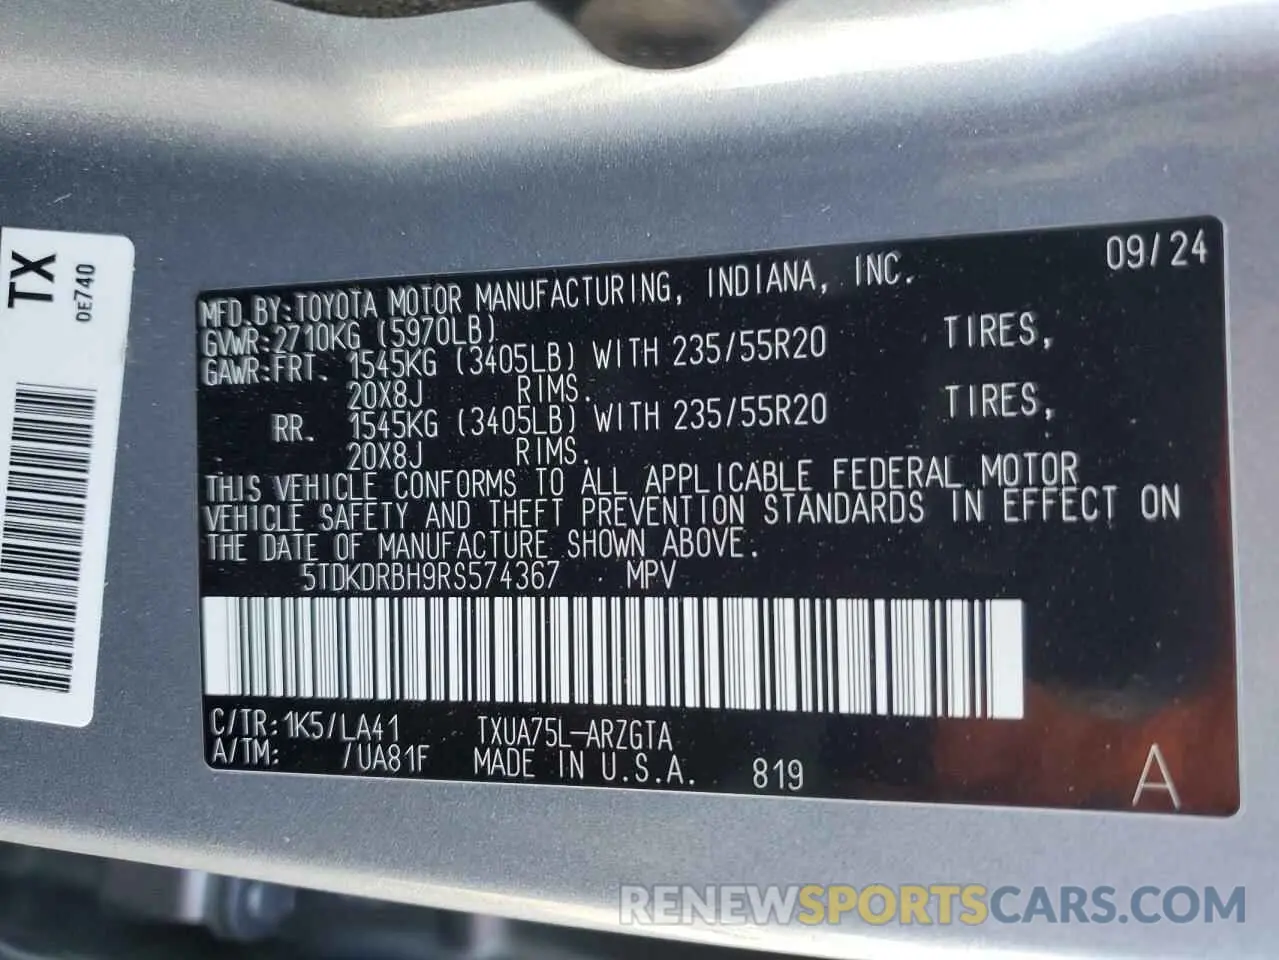 TX
0E740
09/24
MFD.BY:TOYOTA MOTOR MANUFACTURING, INDIANA, INC.
GVWR:2710KG (5970LB)
GAWR:FRT. 1545KG (3405LB) WITH 235/55R20 TIRES,
20X8J RIMS.
RR. 1545KG (3405LB) WITH 235/55R20 TIRES,
20X8J RIMS.
THIS VEHICLE CONFORMS TO ALL APPLICABLE FEDERAL MOTOR
VEHICLE SAFETY AND THEFT PREVENTION STANDARDS IN EFFECT ON
THE DATE OF MANUFACTURE SHOWN ABOVE.
5TDKDRBH9RS574367 MPV
C/TR:1K5/LA41 TXUA75L-ARZGTA
A/TM: /UA81F MADE IN U.S.A. 819
A
RENEWSPORTSCARS.COM